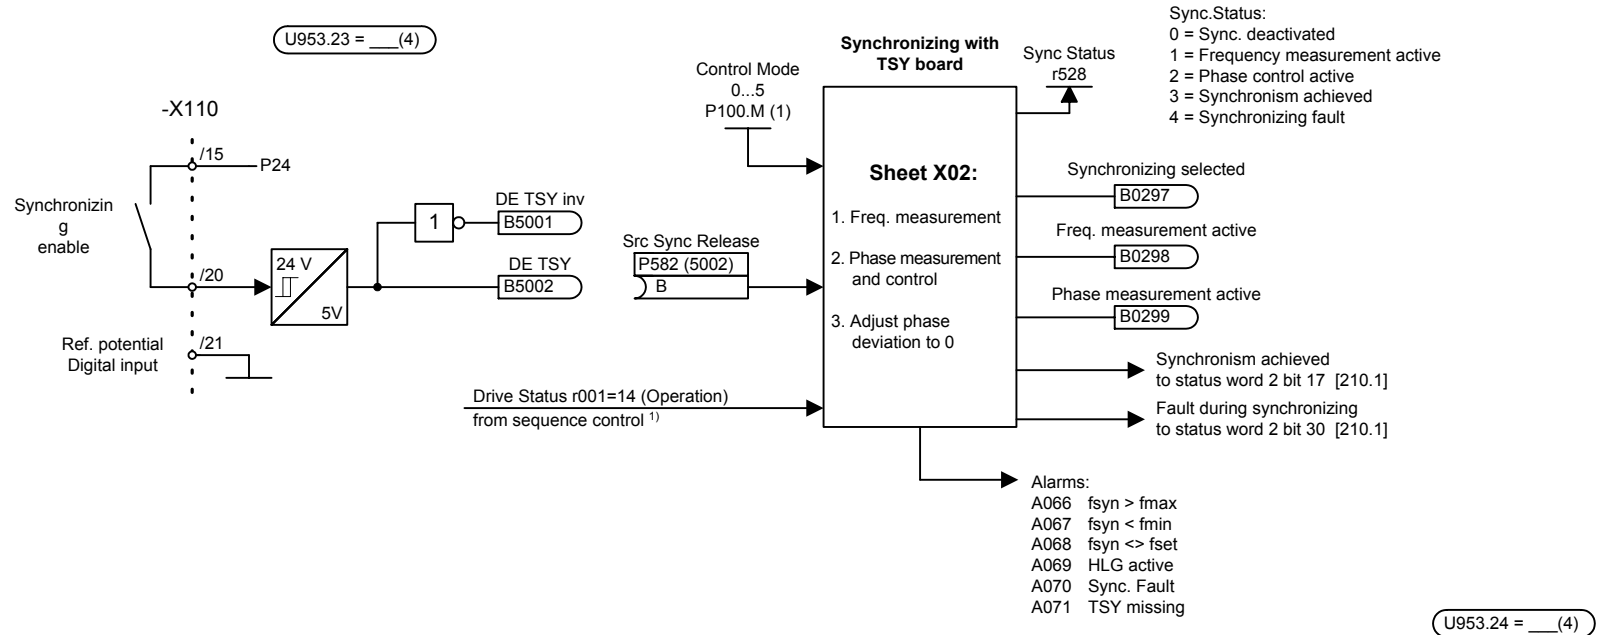 U953.23 = ___(4)
-X110
/15
P24
Synchronizin
g
enable
/20
24 V
5V
/21
Ref. potential
Digital input
1
DE TSY inv
B5001
DE TSY
B5002
Control Mode
0...5
P100.M (1)
Src Sync Release
P582 (5002)
B
Drive Status r001=14 (Operation)
from sequence control 1)
Synchronizing with
TSY board
Sheet X02:
1. Freq. measurement
2. Phase measurement
and control
3. Adjust phase
deviation to 0
Sync Status
r528
Sync.Status:
0 = Sync. deactivated
1 = Frequency measurement active
2 = Phase control active
3 = Synchronism achieved
4 = Synchronizing fault
Synchronizing selected
B0297
Freq. measurement active
B0298
Phase measurement active
B0299
Synchronism achieved
to status word 2 bit 17 [210.1]
Fault during synchronizing
to status word 2 bit 30 [210.1]
Alarms:
A066 fsyn > fmax
A067 fsyn < fmin
A068 fsyn <> fset
A069 HLG active
A070 Sync. Fault
A071 TSY missing
U953.24 = ___(4)